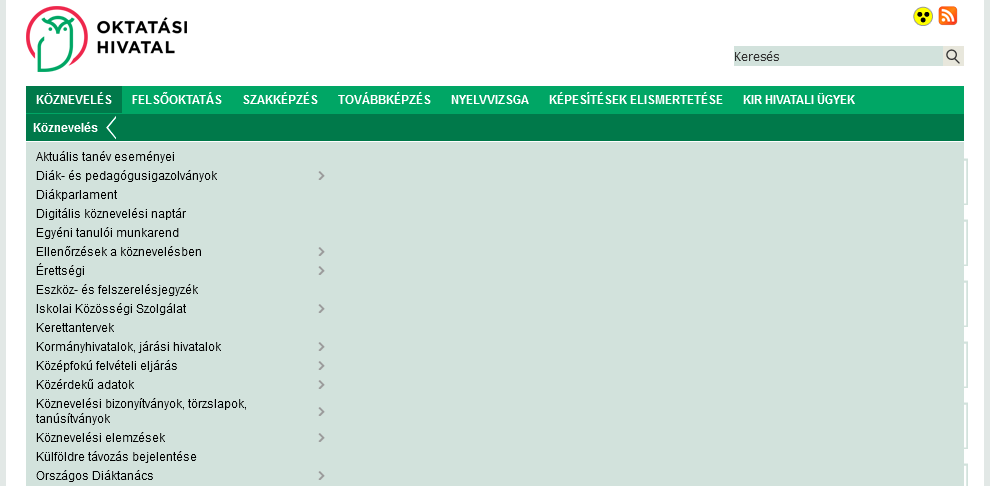 OKTATÁSI
HIVATAL
Keresés
KÖZNEVELÉS FELSŐOKTATÁS SZAKKÉPZÉS TOVÁBBKÉPZÉS NYELVVIZSGA KÉPESÍTÉSEK ELISMERTETÉSE KIR HIVATALI ÜGYEK
Köznevelés
Aktuális tanév eseményei
Diák- és pedagógusigazolványok
Diákparlament
Digitális köznevelési naptár
Egyéni tanulói munkarend
Ellenőrzések a köznevelésben
Érettségi
Eszköz- és felszerelésjegyzék
Iskolai Közösségi Szolgálat
Kerettantervek
Kormányhivatalok, járási hivatalok
Középfokú felvételi eljárás
Közérdekű adatok
Köznevelési bizonyítványok, törzslapok,
tanúsítványok
Köznevelési elemzések
Külföldre távozás bejelentése
Országos Diáktanács